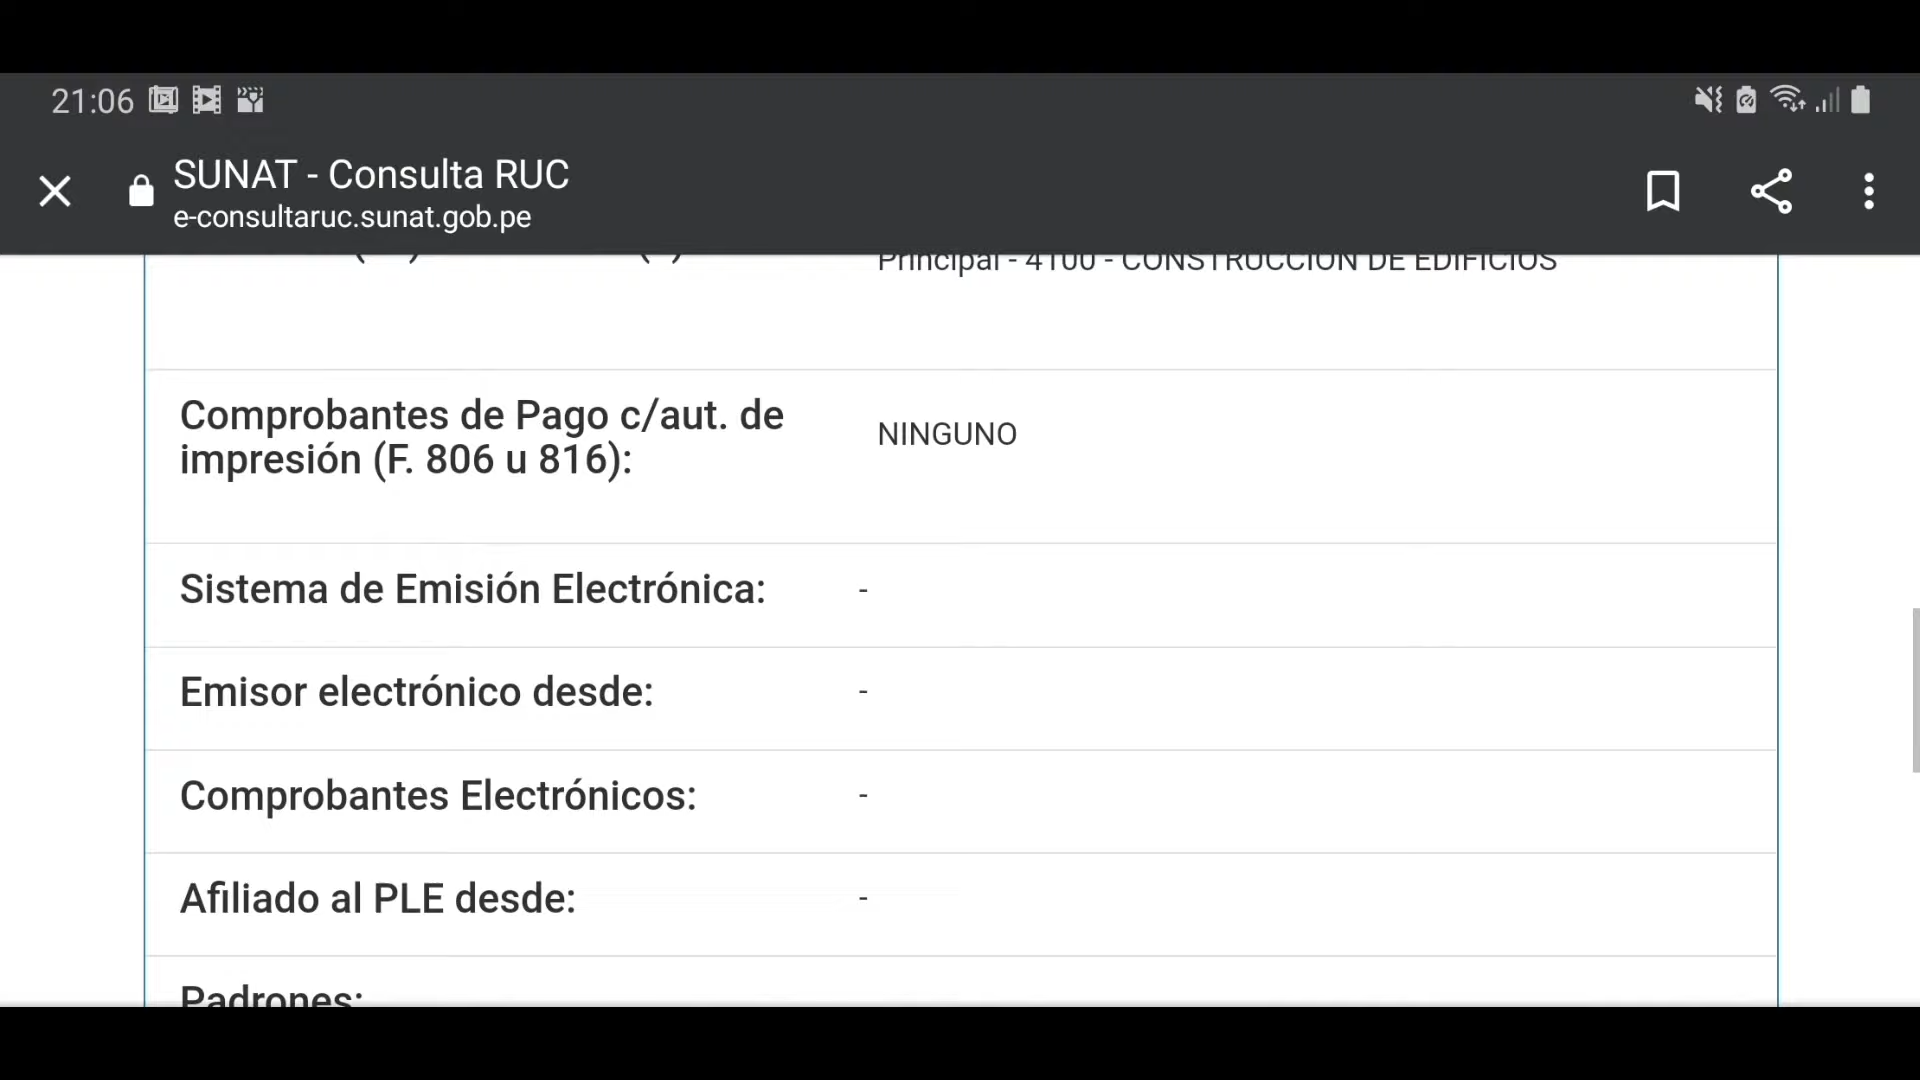 21:06
SUNAT - Consulta RUC
e-consultaruc.sunat.gob.pe
Principal - 4100 - CONSTRUCCIÓN DE EDIFICIOS
Comprobantes de Pago c/aut. de
impresión (F. 806 u 816):
NINGUNO
Sistema de Emisión Electrónica: -
Emisor electrónico desde: -
Comprobantes Electrónicos: -
Afiliado al PLE desde: -
Padrones: